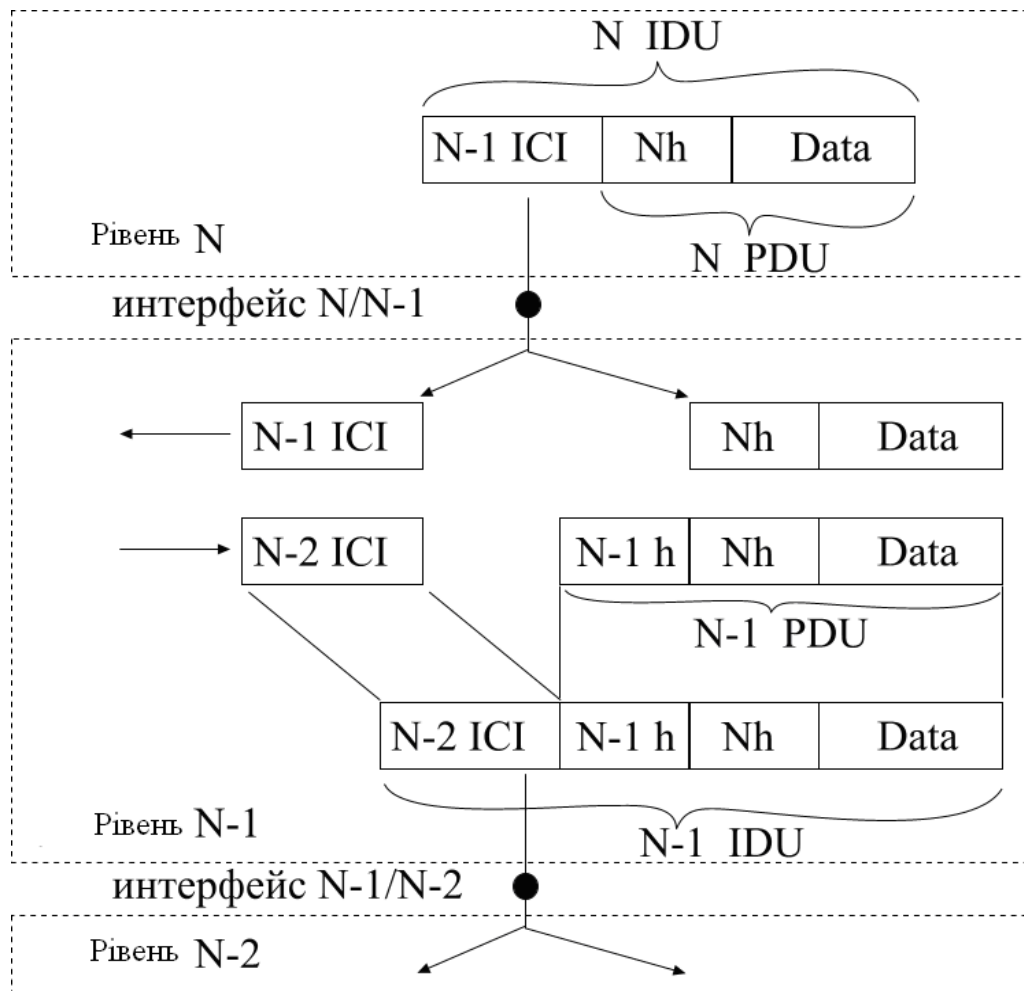 N IDU
N-1 ICI Nh Data
Рівень N
N PDU
интерфейс N/N-1
N-1 ICI Nh Data
N-2 ICI N-1 h Nh Data
N-1 PDU
N-2 ICI N-1 h Nh Data
Рівень N-1
N-1 IDU
интерфейс N-1/N-2
Рівень N-2